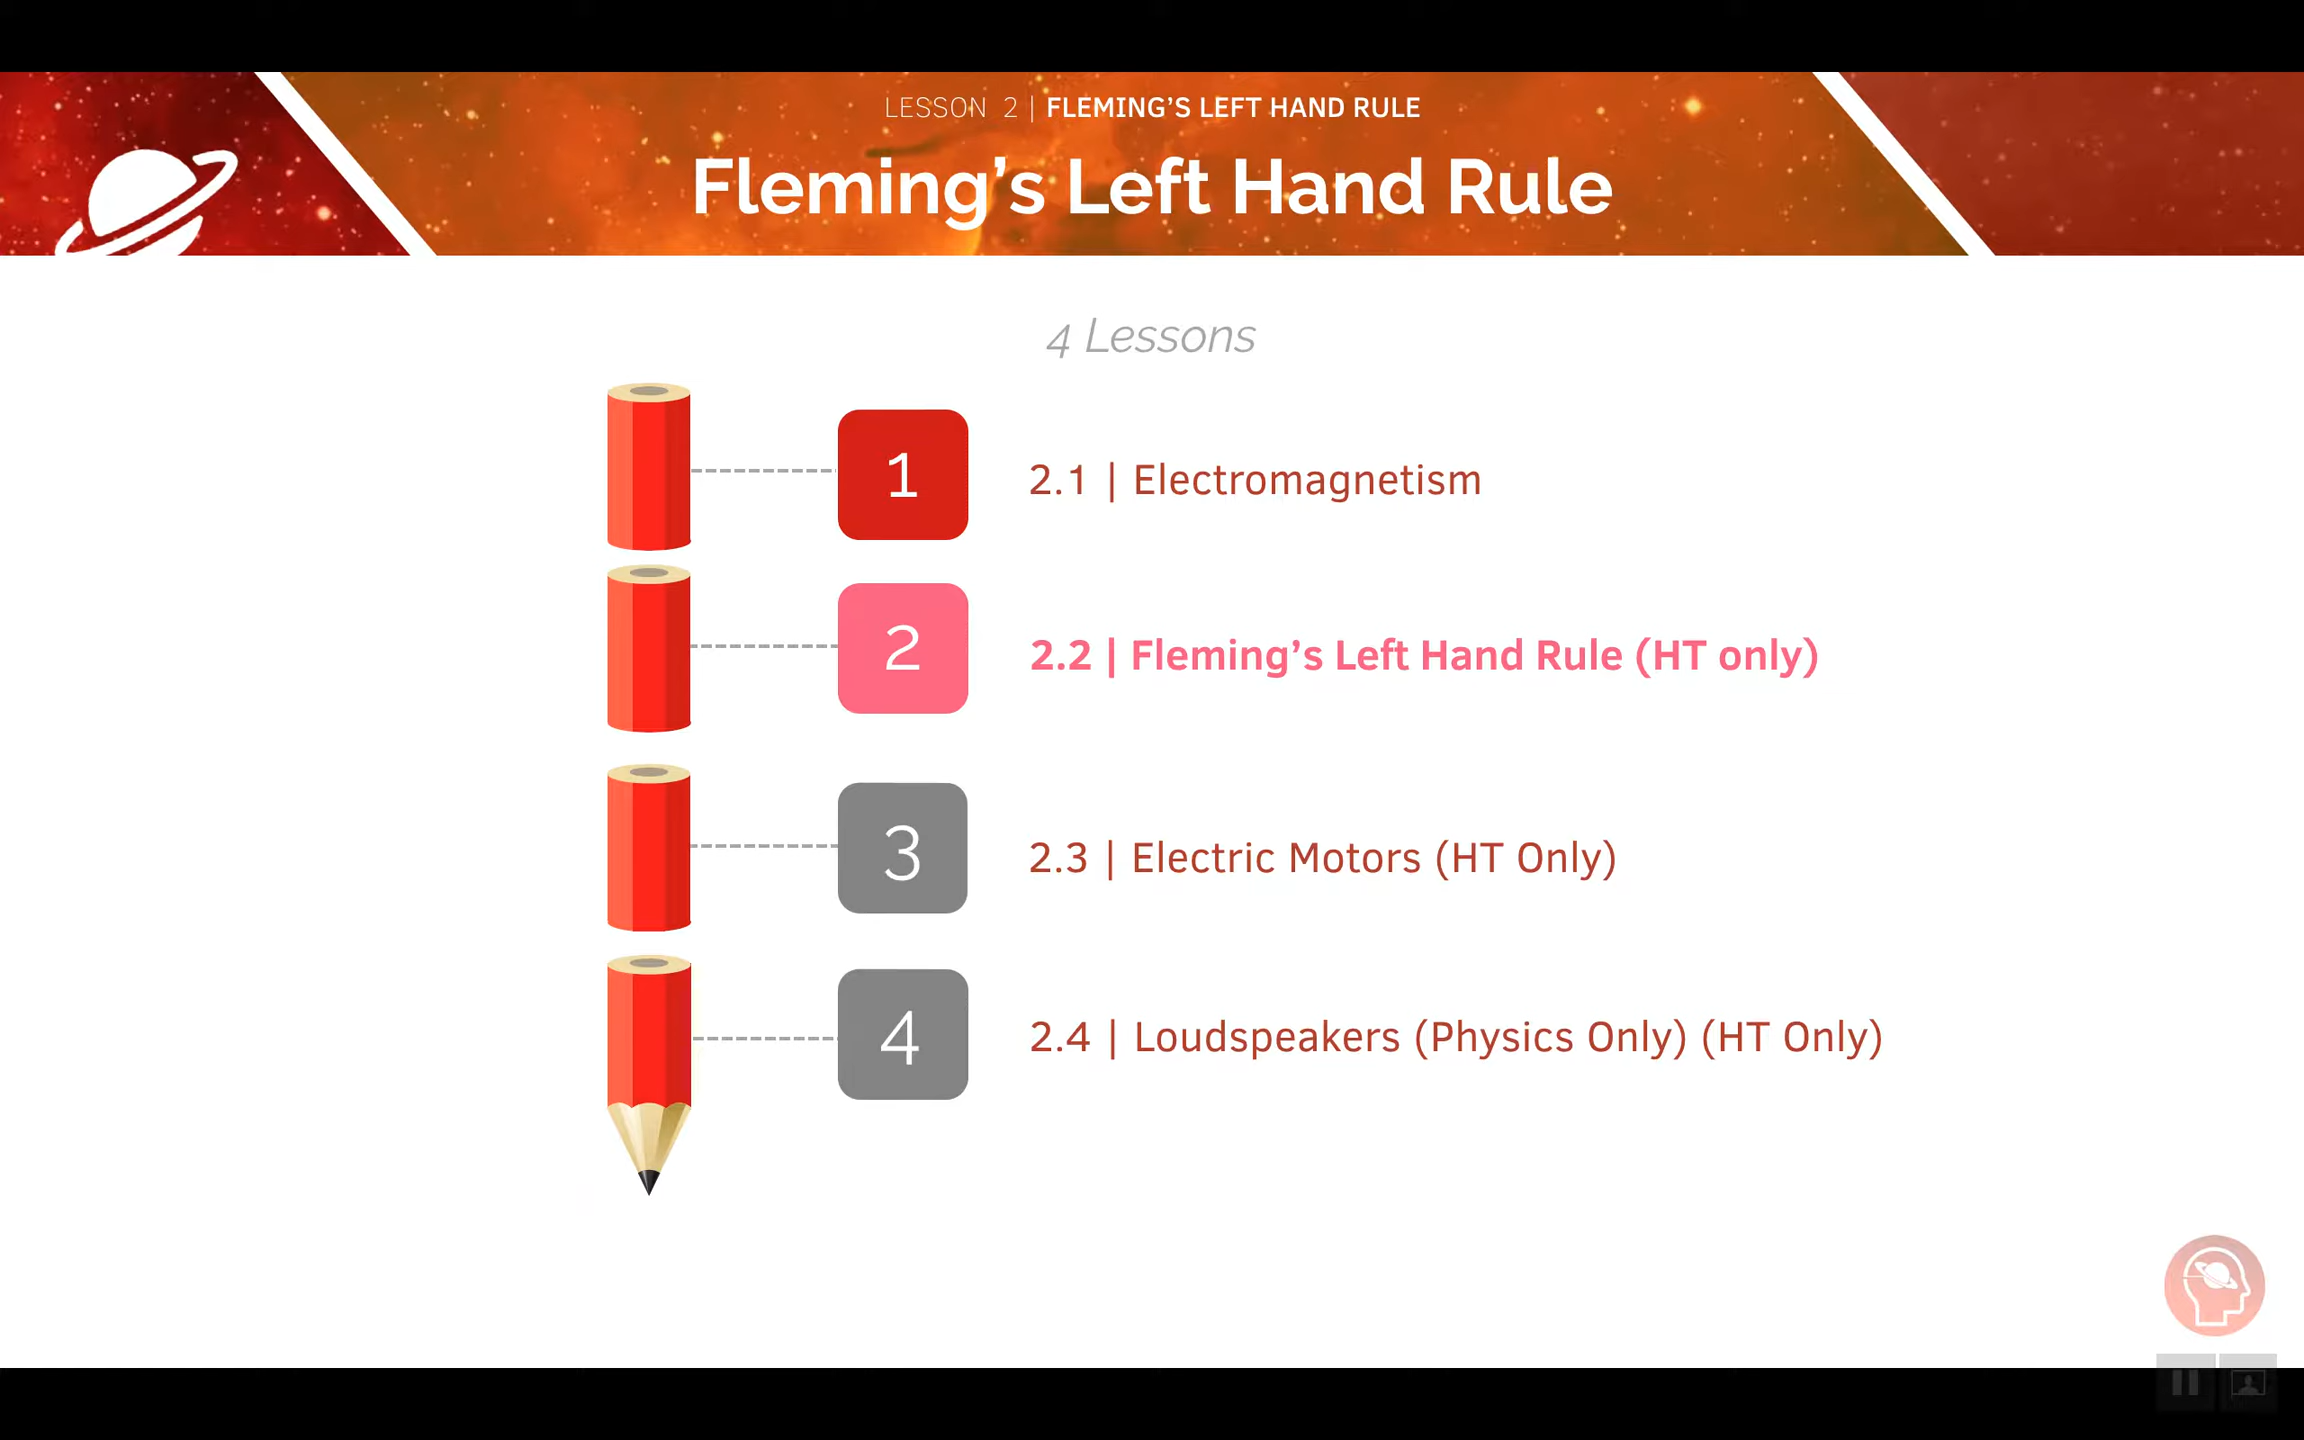 LESSON 2 | FLEMING’S LEFT HAND RULE
Fleming’s Left Hand Rule
4 Lessons
1
2.1 | Electromagnetism
2
2.2 | Fleming’s Left Hand Rule (HT only)
3
2.3 | Electric Motors (HT Only)
4
2.4 | Loudspeakers (Physics Only) (HT Only)